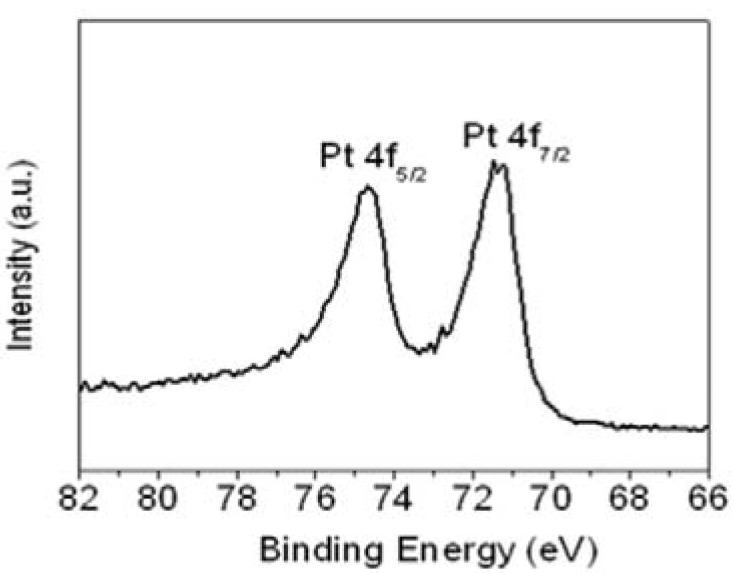 Pt 4f7/2
Pt 4f5/2
Intensity (a.u.)
82 80 78 76 74 72 70 68 66
Binding Energy (eV)